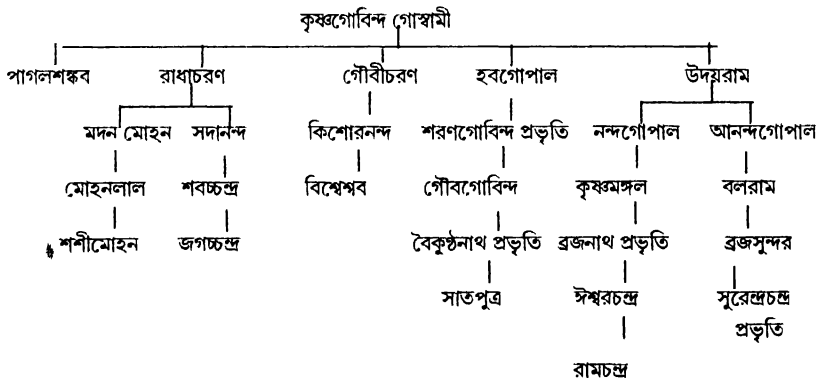 কৃষ্ণগোবিন্দ গোস্বামী
পাগলশঙ্কব রাধাচরণ গৌবীচরণ হবগোপাল উদয়রাম
মদন মোহন সদানন্দ কিশোরনন্দ শরণগোবিন্দ প্রভৃতি নন্দগোপাল আনন্দগোপাল
মোহনলাল শবচ্চন্দ্র বিশ্বেশ্বব গৌবগোবিন্দ কৃষ্ণমঙ্গল বলরাম
শশীমোহন জগচ্চন্দ্র বৈকুণ্ঠনাথ প্রভৃতি ব্রজনাথ প্রভৃতি ব্রজসুন্দর
সাতপুত্র ঈশ্বরচন্দ্র সুরেন্দ্রচন্দ্র
প্রভৃতি
রামচন্দ্র